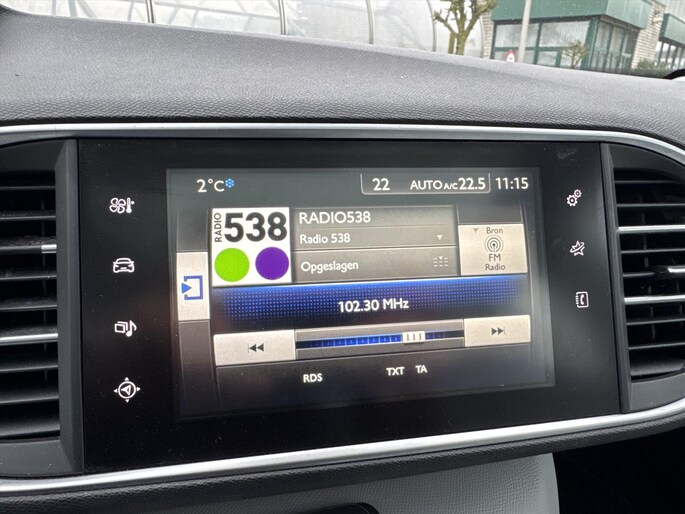 2°C
22 AUTO A/C 22.5 11:15
RADIO 538
RADIO538
Radio 538
Opgeslagen
Bron
FM
Radio
102.30 MHz
RDS TXT TA